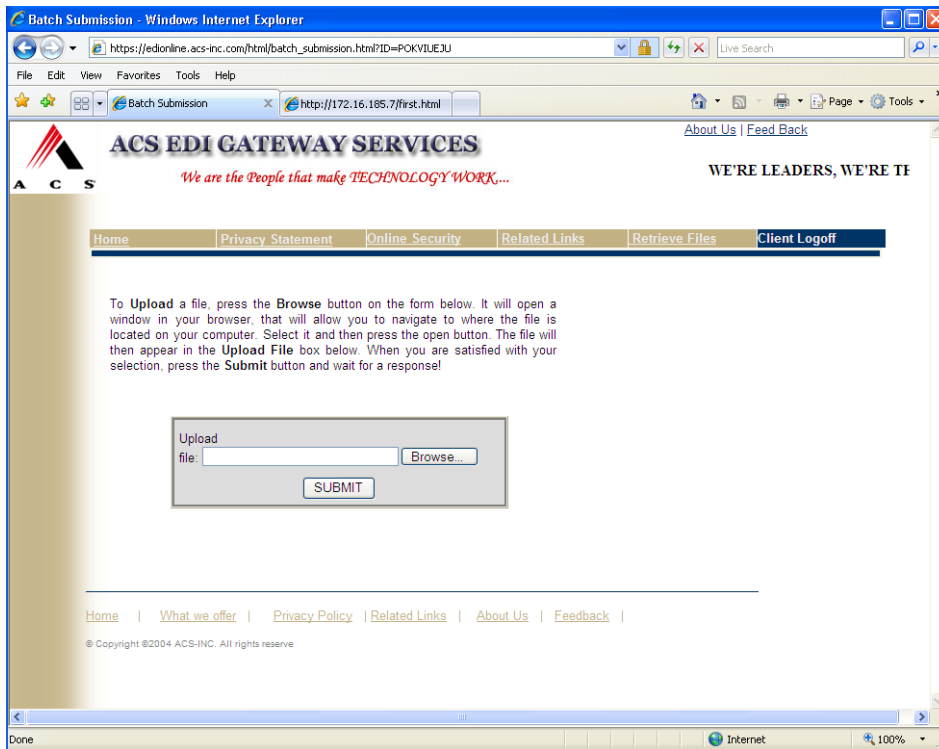 Batch Submission - Windows Internet Explorer
https://edionline.acs-inc.com/html/batch_submission.html?ID=POKVIUEJU
Live Search
File Edit View Favorites Tools Help
Batch Submission
http://172.16.185.7/first.html
Page Tools
About Us | Feed Back
ACS EDI GATEWAY SERVICES
We are the People that make TECHNOLOGY WORK....
WE'RE LEADERS, WE'RE
A C S
Home Privacy Statement Online Security Related Links Retrieve Files Client Logoff
To Upload a file, press the Browse button on the form below. It will open a
window in your browser, that will allow you to navigate to where the file is
located on your computer. Select it and then press the open button. The file will
then appear in the Upload File box below. When you are satisfied with your
selection, press the Submit button and wait for a response!
Upload
file: Browse...
SUBMIT
Home | What we offer | Privacy Policy | Related Links | About Us | Feedback |
© Copyright ©2004 ACS-INC. All rights reserve
Done Internet 100%